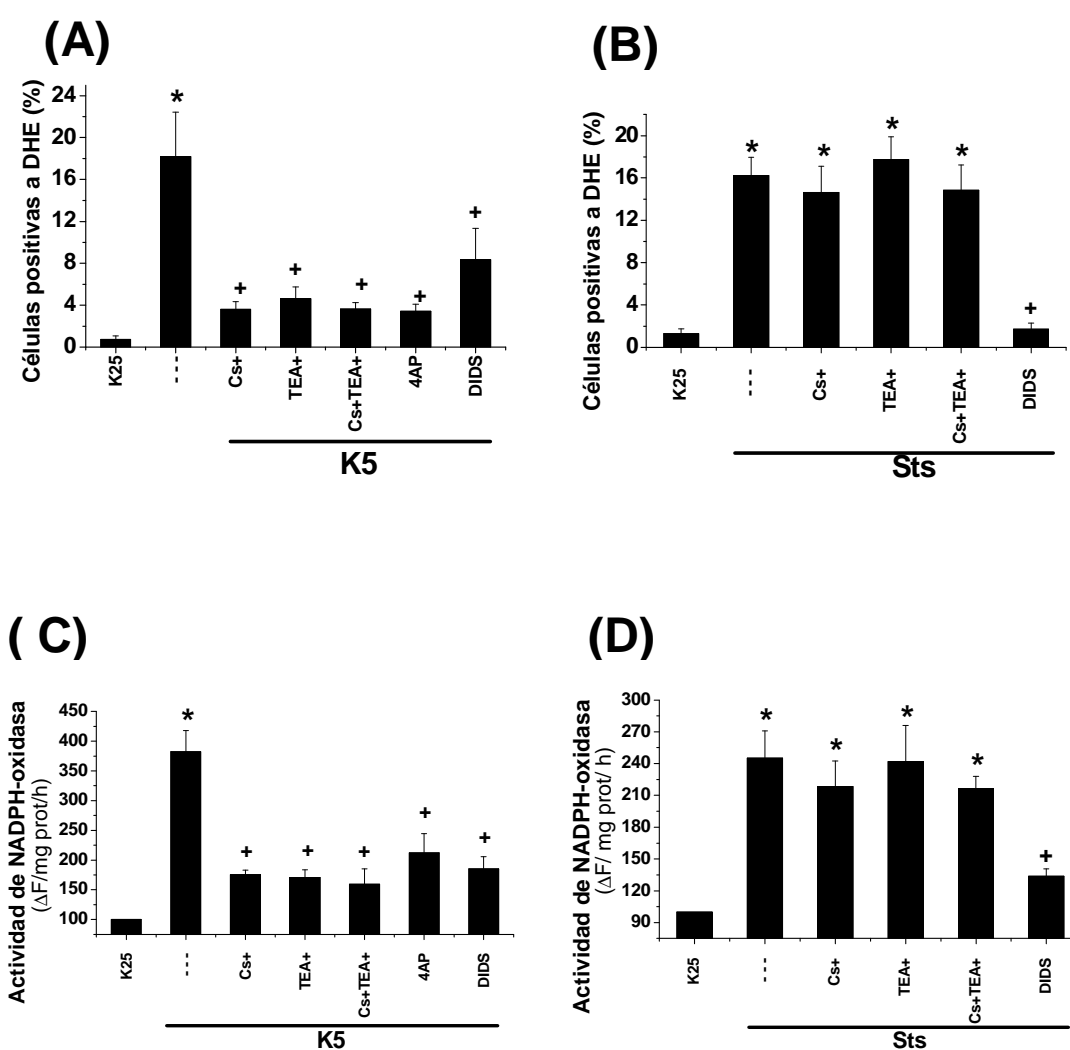 (A)
Células positivas a DHE (%)
24
20
16
12
8
4
0
*
+
+
+
+
+
K25
---
Cs+
TEA+
Cs+TEA+
4AP
DIDS
K5
(B)
Células positivas a DHE (%)
20
16
12
8
4
0
*
*
*
*
+
K25
---
Cs+
TEA+
Cs+TEA+
DIDS
Sts
( C)
Actividad de NADPH-oxidasa
(ΔF/mg prot/h)
450
400
350
300
250
200
150
100
*
+
+
+
+
+
K25
---
Cs+
TEA+
Cs+TEA+
4AP
DIDS
K5
(D)
Actividad de NADPH-oxidasa
(ΔF/ mg prot/ h)
300
270
240
210
180
150
120
90
*
*
*
*
+
K25
---
Cs+
TEA+
Cs+TEA+
DIDS
Sts